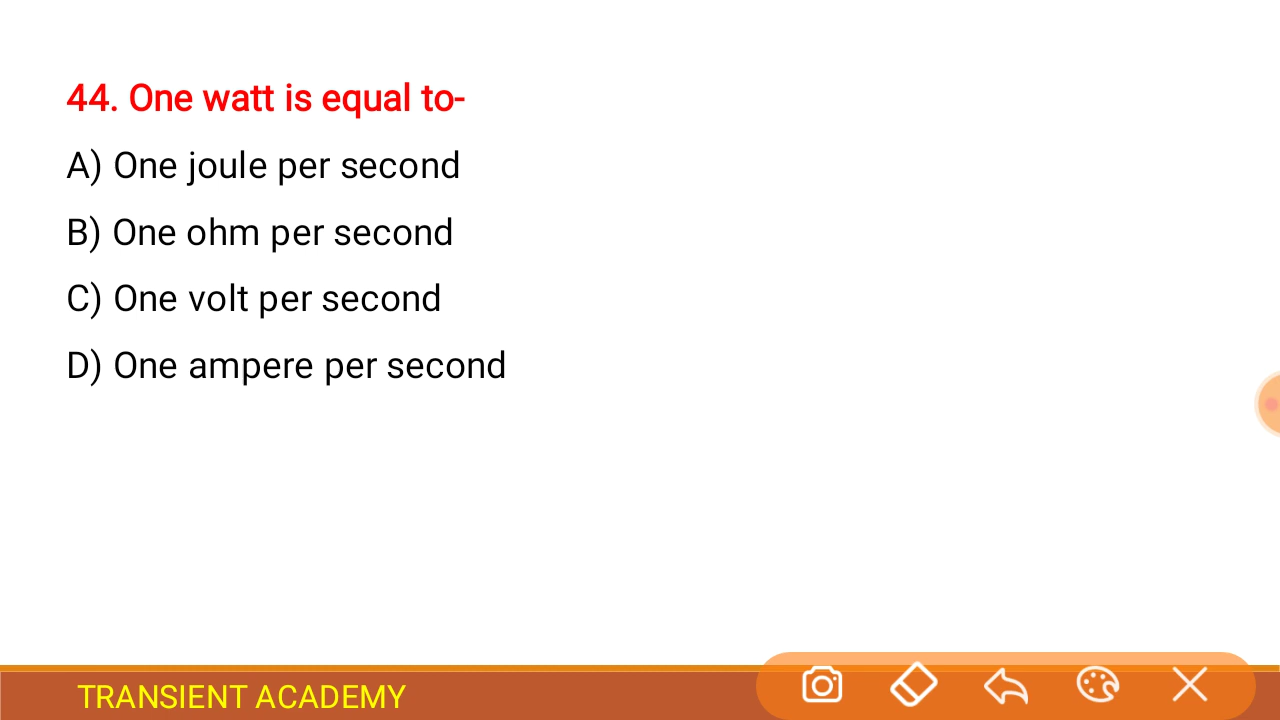 44. One watt is equal to-
A) One joule per second
B) One ohm per second
C) One volt per second
D) One ampere per second
TRANSIENT ACADEMY